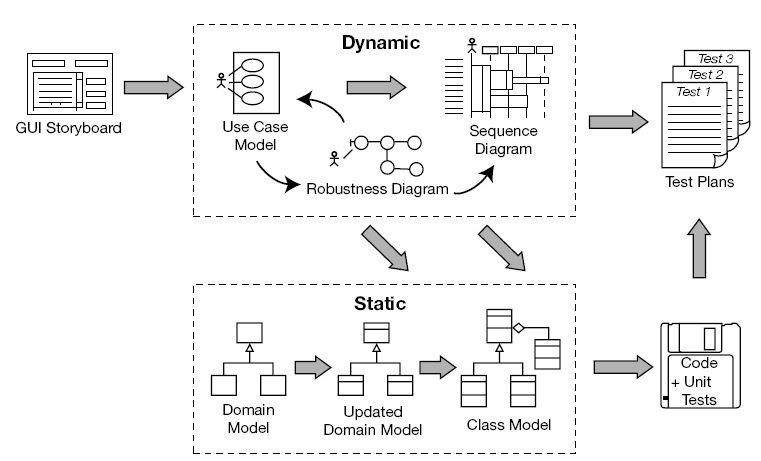 Dynamic
GUI Storyboard
Use Case
Model
Robustness Diagram
Sequence
Diagram
Test 3
Test 2
Test 1
Test Plans
Static
Domain
Model
Updated
Domain Model
Class Model
Code
+ Unit
Tests